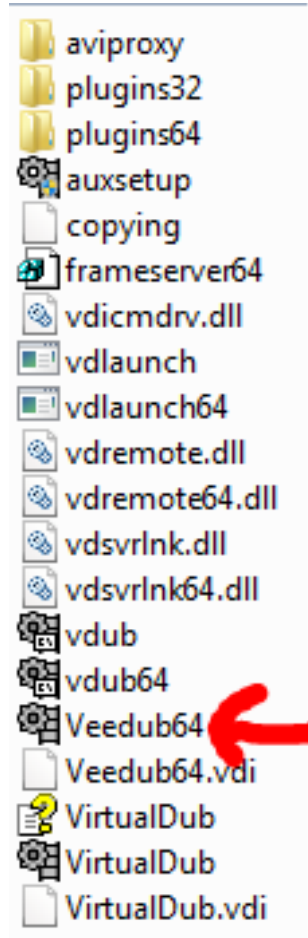 aviproxy
plugins32
plugins64
auxsetup
copying
frameserver64
vdicmdrv.dll
vdlaunch
vdlaunch64
vdremote.dll
vdremote64.dll
vdsvrlnk.dll
vdsvrlnk64.dll
vdub
vdub64
Veedub64
Veedub64.vdi
VirtualDub
VirtualDub
VirtualDub.vdi